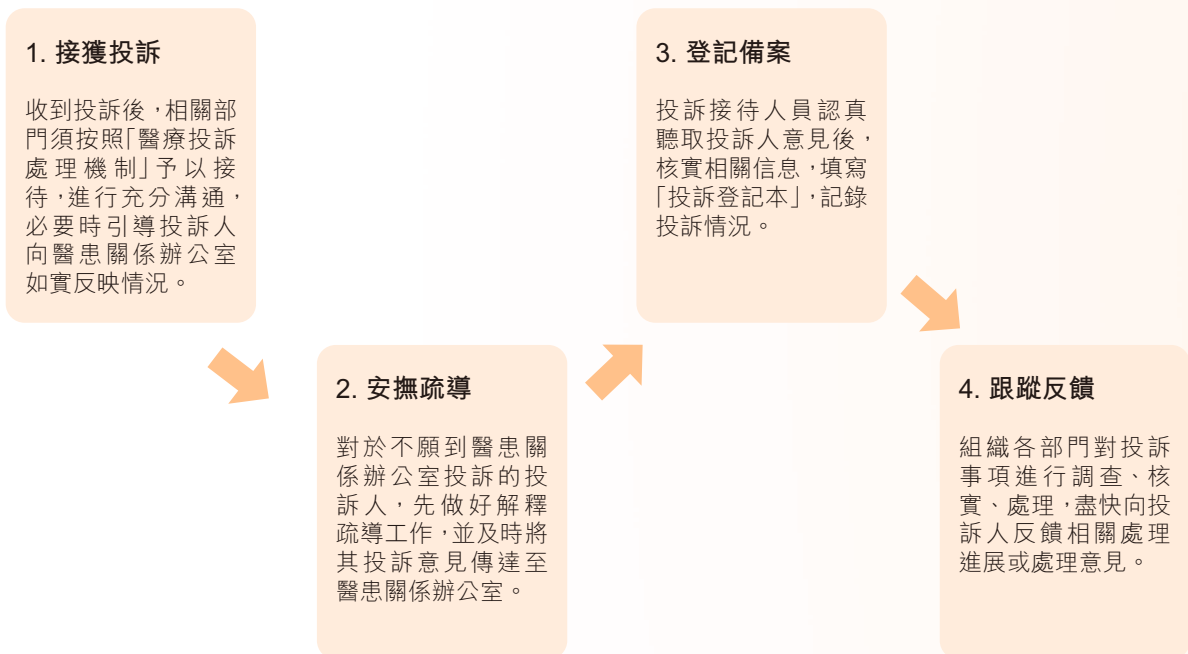 1. 接獲投訴
收到投訴後，相關部
門須按照「醫療投訴
處理機制」予以接
待，進行充分溝通，
必要時引導投訴人
向醫患關係辦公室
如實反映情況。
2. 安撫疏導
對於不願到醫患關
係辦公室投訴的投
訴人，先做好解釋
疏導工作，並及時將
其投訴意見傳達至
醫患關係辦公室。
3. 登記備案
投訴接待人員認真
聽取投訴人意見後，
核實相關信息，填寫
「投訴登記本」，記錄
投訴情況。
4. 跟蹤反饋
組織各部門對投訴
事項進行調查、核
實、處理，盡快向投
訴人反饋相關處理
進展或處理意見。